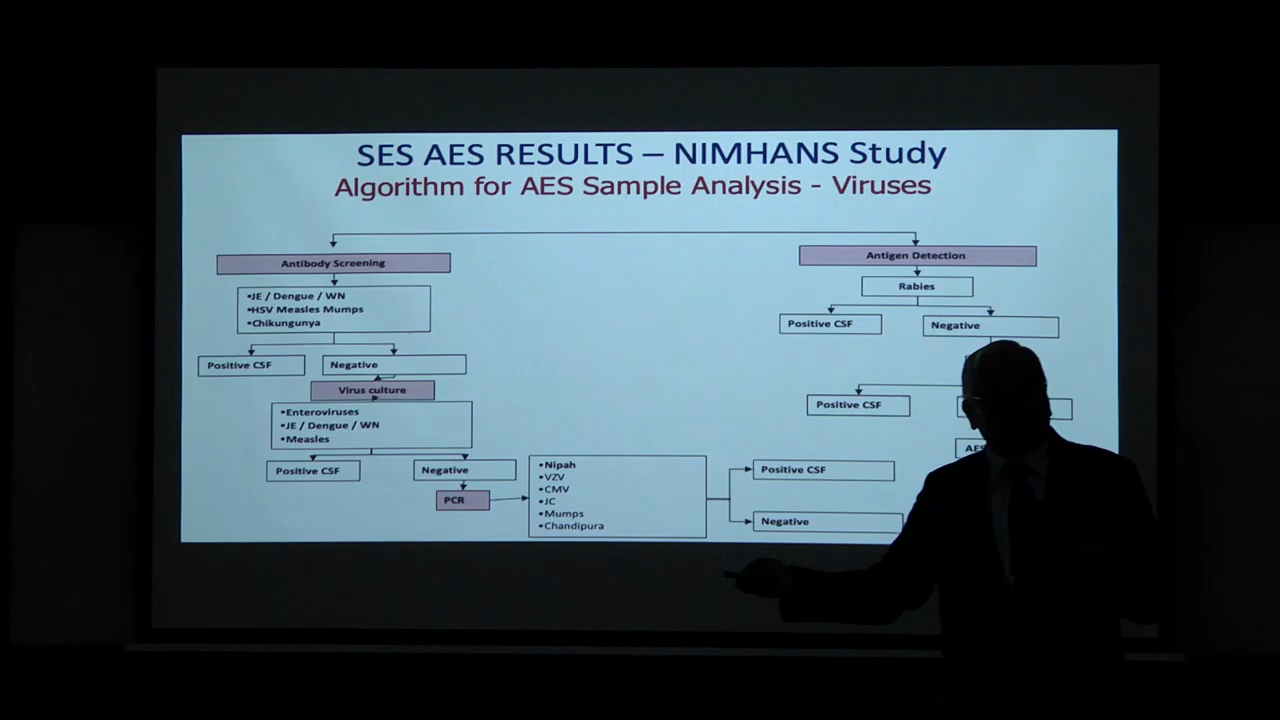 SES AES RESULTS – NIMHANS Study
Algorithm for AES Sample Analysis - Viruses
Antibody Screening
▪JE / Dengue / WN
▪HSV Measles Mumps
▪Chikungunya
Positive CSF
Negative
Virus culture
▪Enteroviruses
▪JE / Dengue / WN
▪Measles
Positive CSF
Negative
PCR
▪Nipah
▪VZV
▪CMV
▪JC
▪Mumps
▪Chandipura
Positive CSF
Negative
Antigen Detection
Rabies
Positive CSF
Negative
Positive CSF